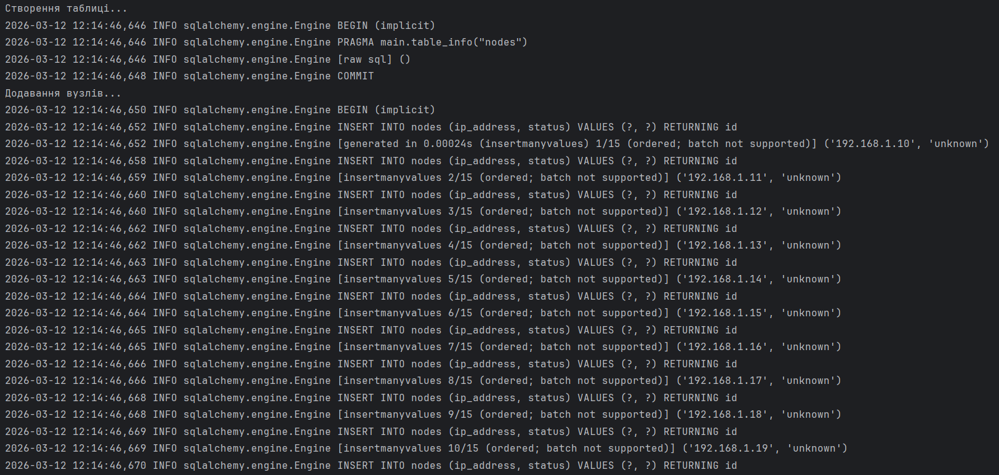 Створення таблиці...
2026-03-12 12:14:46,646 INFO sqlalchemy.engine.Engine BEGIN (implicit)
2026-03-12 12:14:46,646 INFO sqlalchemy.engine.Engine PRAGMA main.table_info("nodes")
2026-03-12 12:14:46,646 INFO sqlalchemy.engine.Engine [raw sql] ()
2026-03-12 12:14:46,648 INFO sqlalchemy.engine.Engine COMMIT
Додавання вузлів...
2026-03-12 12:14:46,650 INFO sqlalchemy.engine.Engine BEGIN (implicit)
2026-03-12 12:14:46,652 INFO sqlalchemy.engine.Engine INSERT INTO nodes (ip_address, status) VALUES (?, ?) RETURNING id
2026-03-12 12:14:46,652 INFO sqlalchemy.engine.Engine [generated in 0.00024s (insertmanyvalues) 1/15 (ordered; batch not supported)] ('192.168.1.10', 'unknown')
2026-03-12 12:14:46,658 INFO sqlalchemy.engine.Engine INSERT INTO nodes (ip_address, status) VALUES (?, ?) RETURNING id
2026-03-12 12:14:46,659 INFO sqlalchemy.engine.Engine [insertmanyvalues 2/15 (ordered; batch not supported)] ('192.168.1.11', 'unknown')
2026-03-12 12:14:46,660 INFO sqlalchemy.engine.Engine INSERT INTO nodes (ip_address, status) VALUES (?, ?) RETURNING id
2026-03-12 12:14:46,660 INFO sqlalchemy.engine.Engine [insertmanyvalues 3/15 (ordered; batch not supported)] ('192.168.1.12', 'unknown')
2026-03-12 12:14:46,662 INFO sqlalchemy.engine.Engine INSERT INTO nodes (ip_address, status) VALUES (?, ?) RETURNING id
2026-03-12 12:14:46,662 INFO sqlalchemy.engine.Engine [insertmanyvalues 4/15 (ordered; batch not supported)] ('192.168.1.13', 'unknown')
2026-03-12 12:14:46,663 INFO sqlalchemy.engine.Engine INSERT INTO nodes (ip_address, status) VALUES (?, ?) RETURNING id
2026-03-12 12:14:46,663 INFO sqlalchemy.engine.Engine [insertmanyvalues 5/15 (ordered; batch not supported)] ('192.168.1.14', 'unknown')
2026-03-12 12:14:46,664 INFO sqlalchemy.engine.Engine INSERT INTO nodes (ip_address, status) VALUES (?, ?) RETURNING id
2026-03-12 12:14:46,664 INFO sqlalchemy.engine.Engine [insertmanyvalues 6/15 (ordered; batch not supported)] ('192.168.1.15', 'unknown')
2026-03-12 12:14:46,665 INFO sqlalchemy.engine.Engine INSERT INTO nodes (ip_address, status) VALUES (?, ?) RETURNING id
2026-03-12 12:14:46,665 INFO sqlalchemy.engine.Engine [insertmanyvalues 7/15 (ordered; batch not supported)] ('192.168.1.16', 'unknown')
2026-03-12 12:14:46,666 INFO sqlalchemy.engine.Engine INSERT INTO nodes (ip_address, status) VALUES (?, ?) RETURNING id
2026-03-12 12:14:46,666 INFO sqlalchemy.engine.Engine [insertmanyvalues 8/15 (ordered; batch not supported)] ('192.168.1.17', 'unknown')
2026-03-12 12:14:46,668 INFO sqlalchemy.engine.Engine INSERT INTO nodes (ip_address, status) VALUES (?, ?) RETURNING id
2026-03-12 12:14:46,668 INFO sqlalchemy.engine.Engine [insertmanyvalues 9/15 (ordered; batch not supported)] ('192.168.1.18', 'unknown')
2026-03-12 12:14:46,669 INFO sqlalchemy.engine.Engine INSERT INTO nodes (ip_address, status) VALUES (?, ?) RETURNING id
2026-03-12 12:14:46,669 INFO sqlalchemy.engine.Engine [insertmanyvalues 10/15 (ordered; batch not supported)] ('192.168.1.19', 'unknown')
2026-03-12 12:14:46,670 INFO sqlalchemy.engine.Engine INSERT INTO nodes (ip_address, status) VALUES (?, ?) RETURNING id